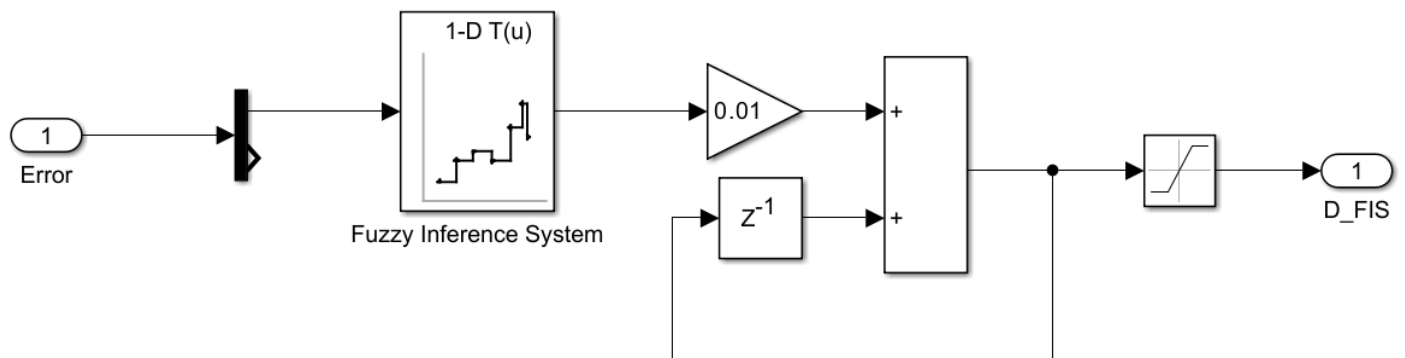 1-D T(u)
1
Error
Fuzzy Inference System
0.01
+
Z-1
+
1
D_FIS